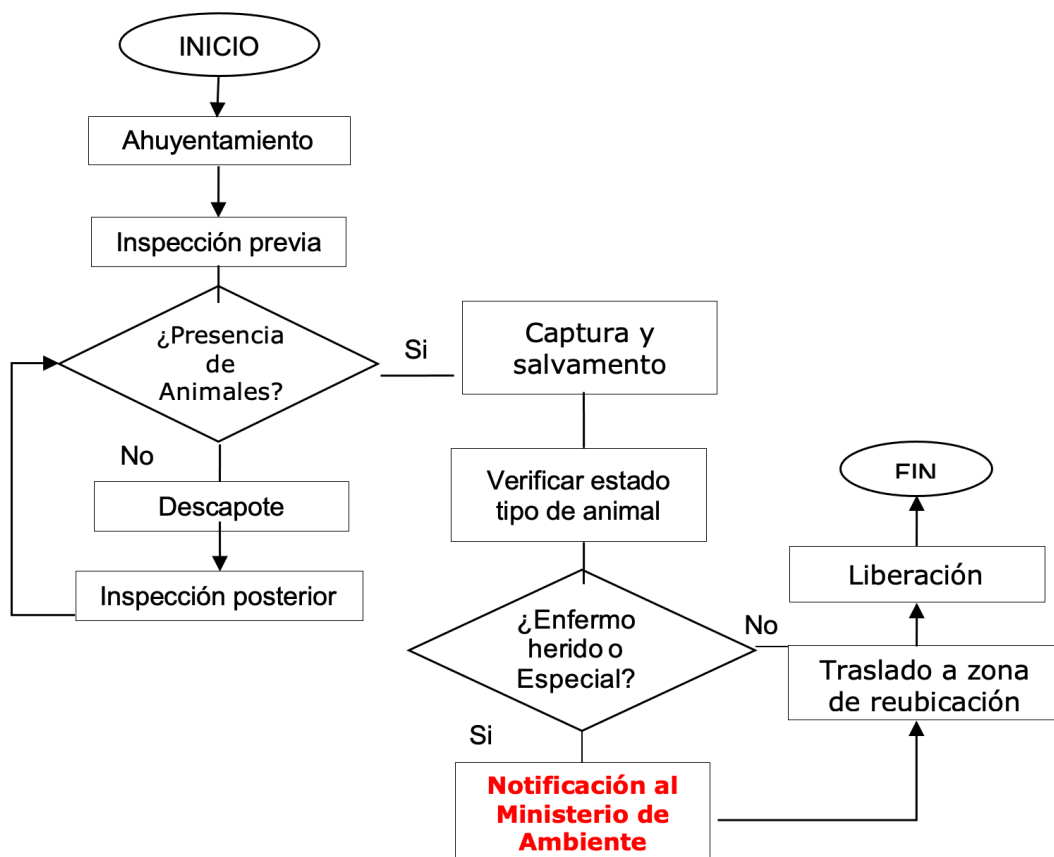 INICIO
Ahuyentamiento
Inspección previa
¿Presencia
de
Animales?
Si
No
Descapote
Inspección posterior
Captura y
salvamento
Verificar estado
tipo de animal
¿Enfermo
herido o
Especial?
No
Si
Notificación al
Ministerio de
Ambiente
Traslado a zona
de reubicación
Liberación
FIN